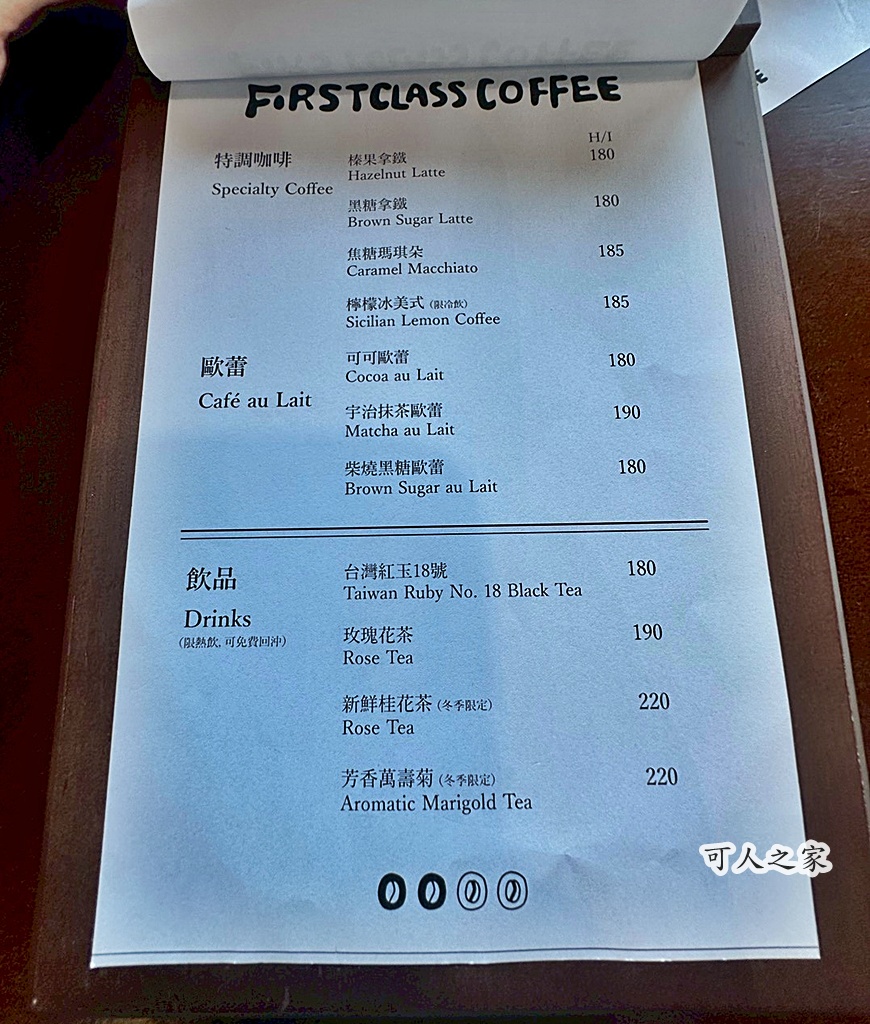 FiRSTCLASS COFFEE
H/I
特調咖啡
Specialty Coffee
榛果拿鐵 180
Hazelnut Latte
黑糖拿鐵 180
Brown Sugar Latte
焦糖瑪琪朵 185
Caramel Macchiato
檸檬冰美式 (限冷飲) 185
Sicilian Lemon Coffee
歐蕾
Café au Lait
可可歐蕾 180
Cocoa au Lait
宇治抹茶歐蕾 190
Matcha au Lait
柴燒黑糖歐蕾 180
Brown Sugar au Lait
飲品
Drinks
(限熱飲, 可免費回沖)
台灣紅玉18號 180
Taiwan Ruby No. 18 Black Tea
玫瑰花茶 190
Rose Tea
新鮮桂花茶 (冬季限定) 220
Rose Tea
芳香萬壽菊 (冬季限定) 220
Aromatic Marigold Tea
可人之家